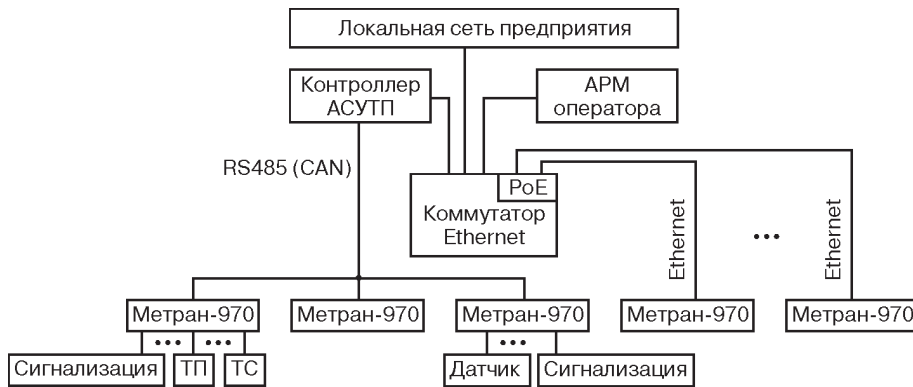 Локальная сеть предприятия
Контроллер
АСУТП
АРМ
оператора
RS485 (CAN)
PoE
Коммутатор
Ethernet
Ethernet
•••
Ethernet
Метран-970
Метран-970
Метран-970
Метран-970
Метран-970
•••
•••
•••
Сигнализация
ТП
ТС
Датчик
Сигнализация